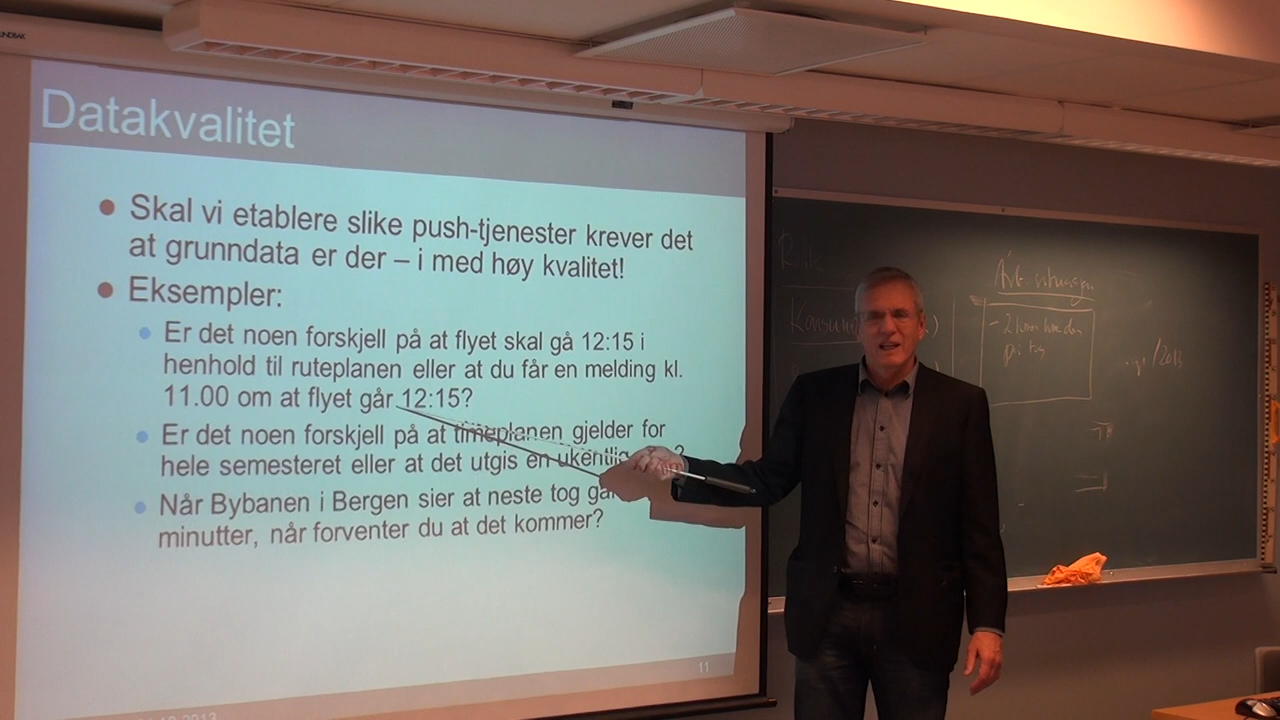 Datakvalitet
Skal vi etablere slike push-tjenester krever det
at grunndata er der – i med høy kvalitet!
Eksempler:
Er det noen forskjell på at flyet skal gå 12:15 i
henhold til ruteplanen eller at du får en melding kl.
11.00 om at flyet går 12:15?
Er det noen forskjell på at timeplanen gjelder for
hele semesteret eller at det utgis en ukentlig ?
Når Bybanen i Bergen sier at neste tog
minutter, når forventer du at det kommer?
11
2013